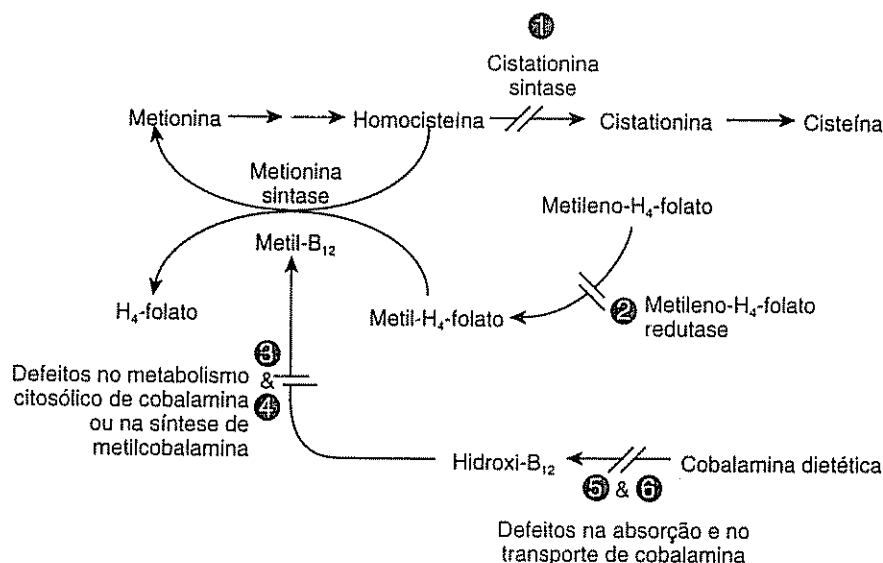 1
Cistationina
sintase
Metionina
Homocisteína
Cistationina
Cisteína
Metionina
sintase
Metileno-H₄-folato
Metil-B₁₂
H₄-folato
Metil-H₄-folato
2 Metileno-H₄-folato
redutase
3
Defeitos no metabolismo &
citosólico de cobalamina 4
ou na síntese de
metilcobalamina
Hidroxi-B₁₂
Cobalamina dietética
5 & 6
Defeitos na absorção e no
transporte de cobalamina